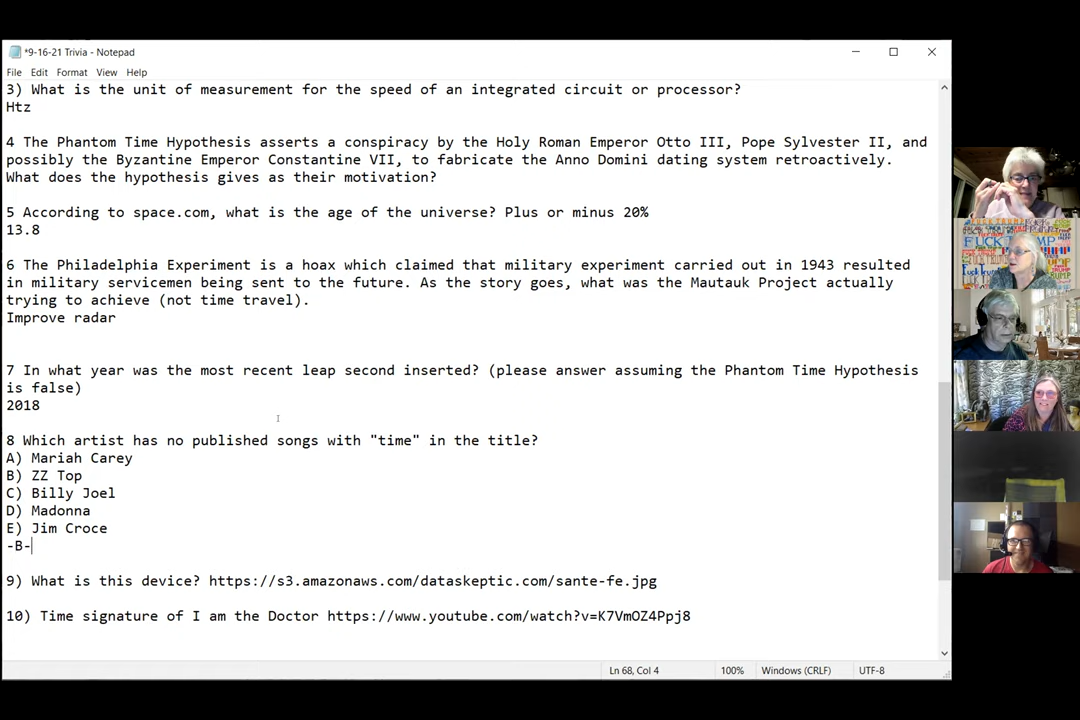 *9-16-21 Trivia - Notepad
File Edit Format View Help
3) What is the unit of measurement for the speed of an integrated circuit or processor?
Htz
4 The Phantom Time Hypothesis asserts a conspiracy by the Holy Roman Emperor Otto III, Pope Sylvester II, and
possibly the Byzantine Emperor Constantine VII, to fabricate the Anno Domini dating system retroactively.
What does the hypothesis gives as their motivation?
5 According to space.com, what is the age of the universe? Plus or minus 20%
13.8
6 The Philadelphia Experiment is a hoax which claimed that military experiment carried out in 1943 resulted
in military servicemen being sent to the future. As the story goes, what was the Mautauk Project actually
trying to achieve (not time travel).
Improve radar
7 In what year was the most recent leap second inserted? (please answer assuming the Phantom Time Hypothesis
is false)
2018
8 Which artist has no published songs with "time" in the title?
A) Mariah Carey
B) ZZ Top
C) Billy Joel
D) Madonna
E) Jim Croce
-B-
9) What is this device? https://s3.amazonaws.com/dataskeptic.com/sante-fe.jpg
10) Time signature of I am the Doctor https://www.youtube.com/watch?v=K7VmOZ4Ppj8
Ln 68, Col 4 100% Windows (CRLF) UTF-8
FUCK TRUMP